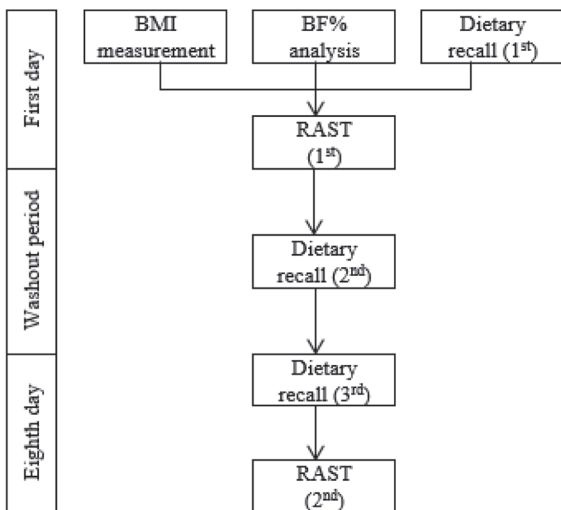 First day
BMI
measurement
BF%
analysis
Dietary
recall (1st)
RAST
(1st)
Washout period
Dietary
recall (2nd)
Eighth day
Dietary
recall (3rd)
RAST
(2nd)